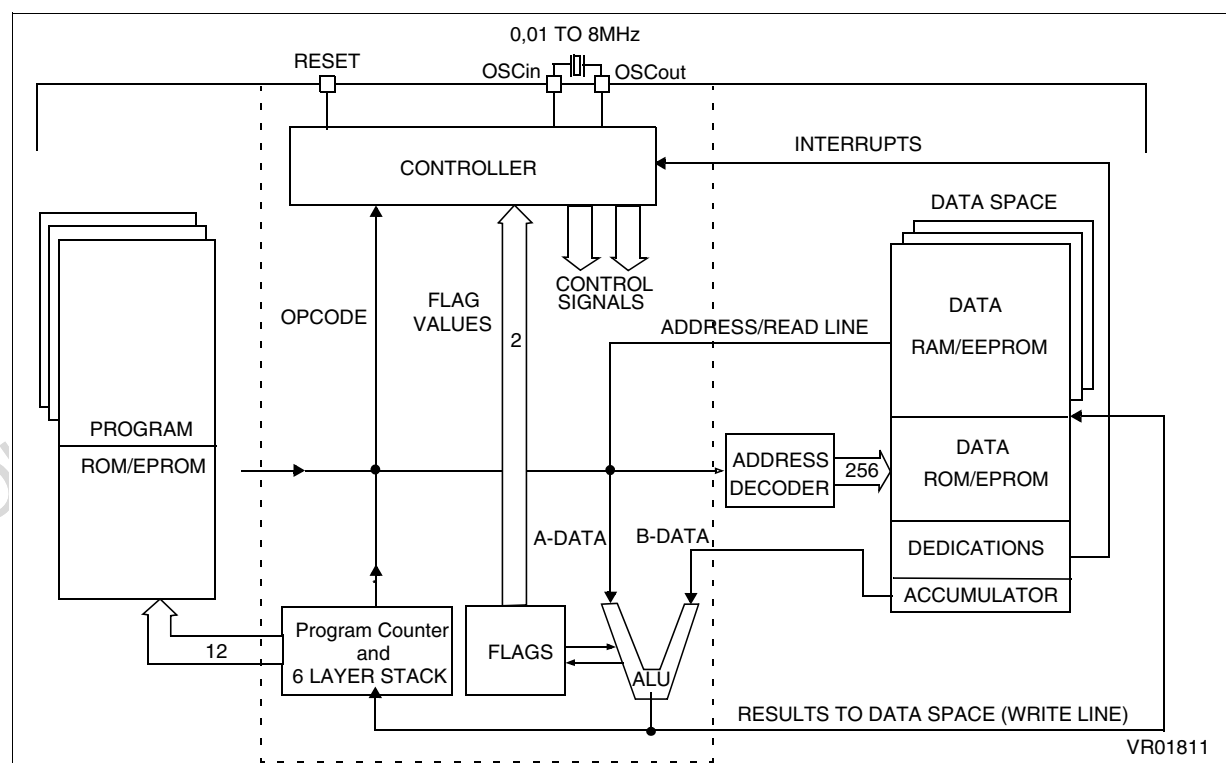 0,01 TO 8MHz
RESET
OSCin
OSCout
INTERRUPTS
CONTROLLER
DATA SPACE
CONTROL
SIGNALS
FLAG
VALUES
OPCODE
2
ADDRESS/READ LINE
DATA
RAM/EEPROM
PROGRAM
ROM/EPROM
ADDRESS
DECODER
256
DATA
ROM/EPROM
A-DATA
B-DATA
DEDICATIONS
ACCUMULATOR
12
Program Counter
and
6 LAYER STACK
FLAGS
ALU
RESULTS TO DATA SPACE (WRITE LINE)
VR01811